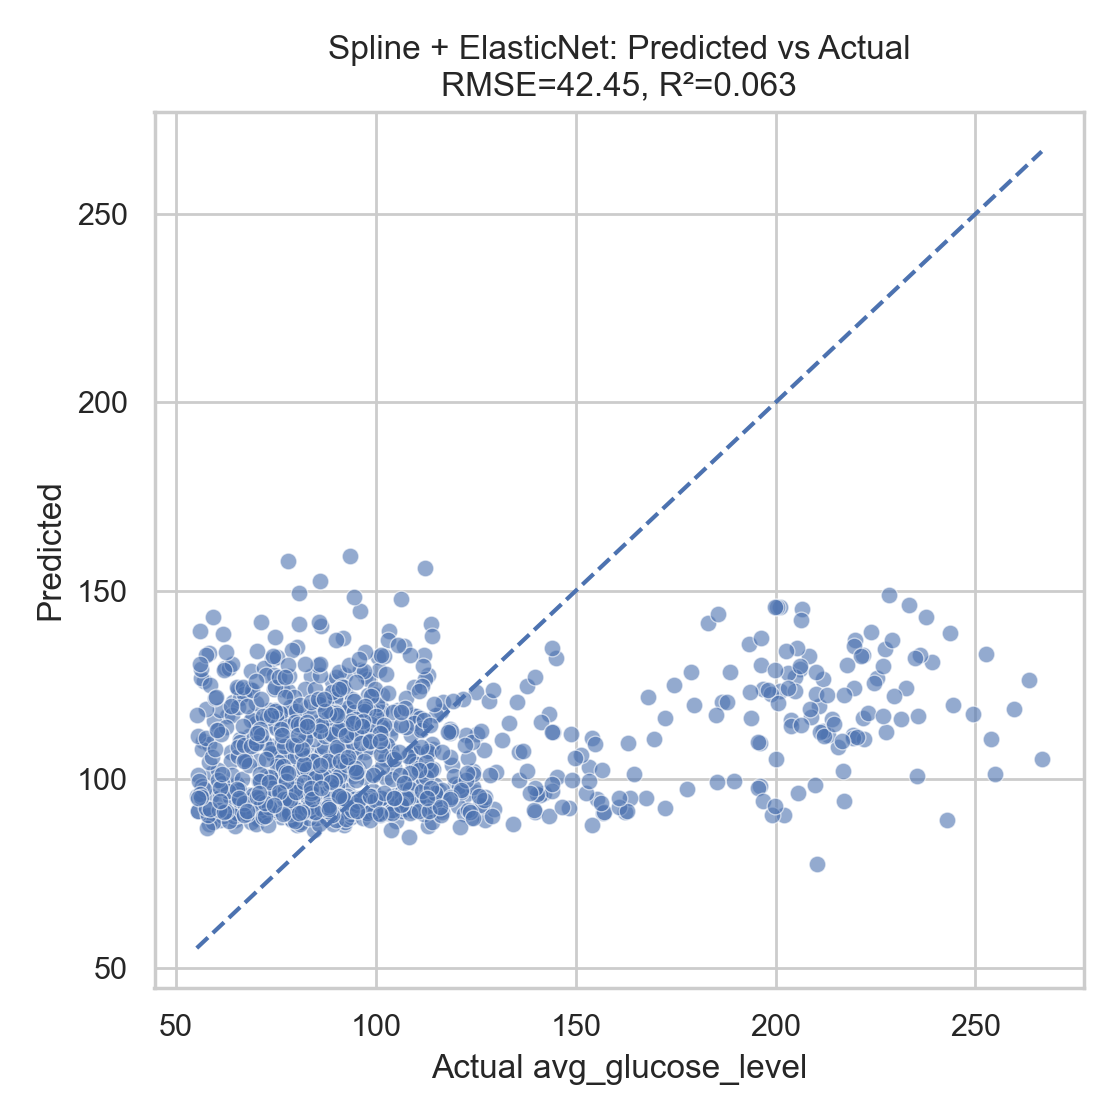 Spline + ElasticNet: Predicted vs Actual
RMSE=42.45, R²=0.063
250
200
150
100
50
Predicted
50 100 150 200 250
Actual avg_glucose_level